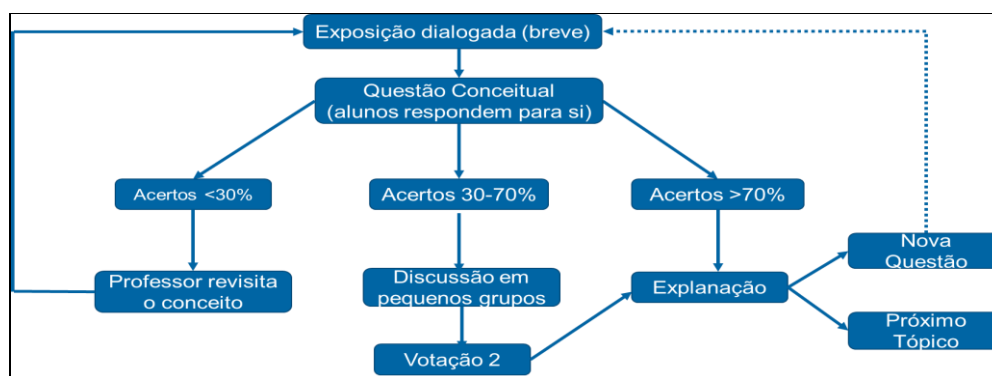 Exposição dialogada (breve)
Questão Conceitual
(alunos respondem para si)
Acertos <30%
Acertos 30-70%
Acertos >70%
Professor revisita
o conceito
Discussão em
pequenos grupos
Explanação
Nova
Questão
Próximo
Tópico
Votação 2